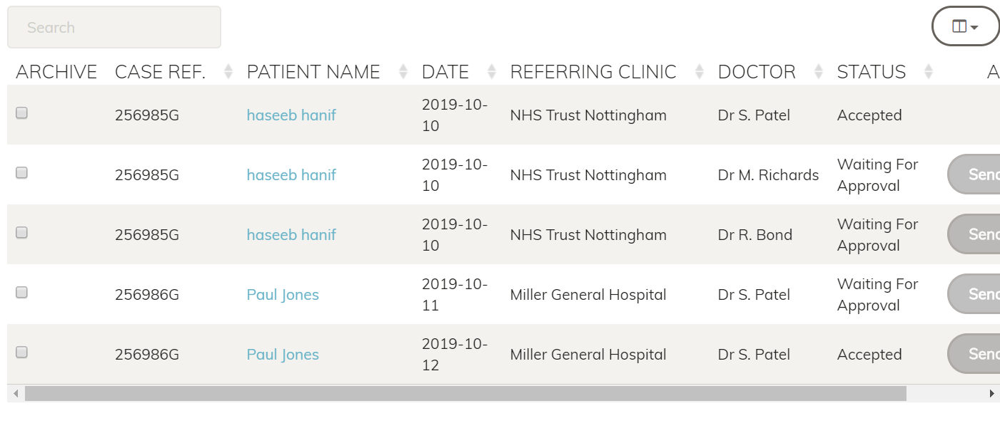 Search
ARCHIVE CASE REF. PATIENT NAME DATE REFERRING CLINIC DOCTOR STATUS A
256985G haseeb hanif 2019-10-10 NHS Trust Nottingham Dr S. Patel Accepted
256985G haseeb hanif 2019-10-10 NHS Trust Nottingham Dr M. Richards Waiting For Approval Send
256985G haseeb hanif 2019-10-10 NHS Trust Nottingham Dr R. Bond Waiting For Approval Send
256986G Paul Jones 2019-10-11 Miller General Hospital Dr S. Patel Waiting For Approval Send
256986G Paul Jones 2019-10-12 Miller General Hospital Dr S. Patel Accepted Send